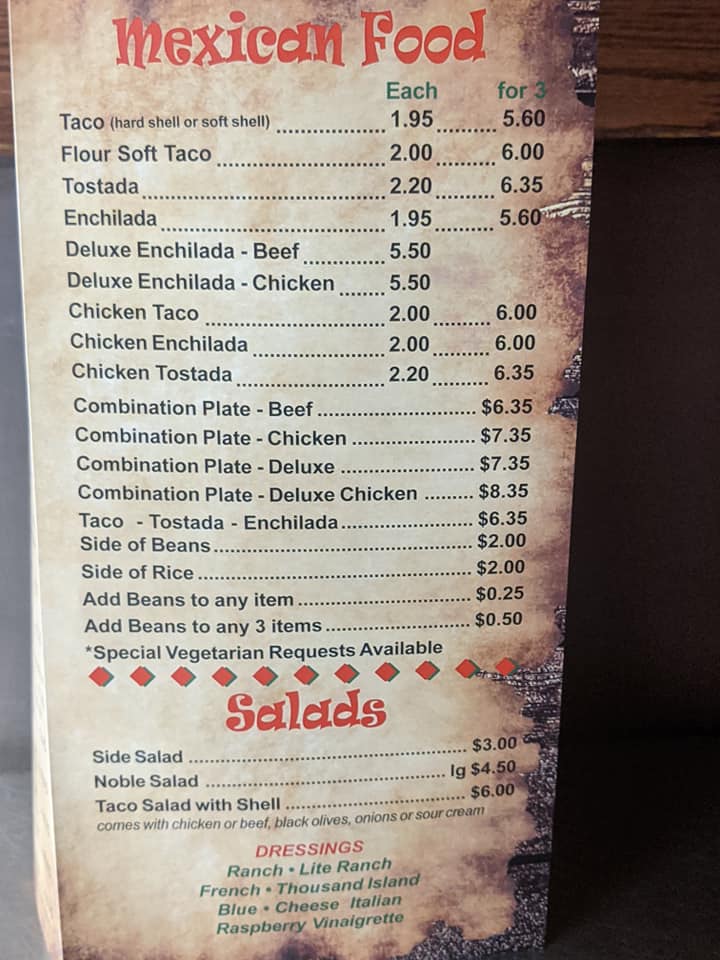 Mexican Food
Each for 3
Taco (hard shell or soft shell) 1.95 5.60
Flour Soft Taco 2.00 6.00
Tostada 2.20 6.35
Enchilada 1.95 5.60
Deluxe Enchilada - Beef 5.50
Deluxe Enchilada - Chicken 5.50
Chicken Taco 2.00 6.00
Chicken Enchilada 2.00 6.00
Chicken Tostada 2.20 6.35
Combination Plate - Beef $6.35
Combination Plate - Chicken $7.35
Combination Plate - Deluxe $7.35
Combination Plate - Deluxe Chicken $8.35
Taco - Tostada - Enchilada $6.35
Side of Beans $2.00
Side of Rice $2.00
Add Beans to any item $0.25
Add Beans to any 3 items $0.50
*Special Vegetarian Requests Available
Salads
Side Salad $3.00
Noble Salad lg $4.50
Taco Salad with Shell $6.00
comes with chicken or beef, black olives, onions or sour cream
DRESSINGS
Ranch • Lite Ranch
French • Thousand Island
Blue • Cheese Italian
Raspberry Vinaigrette